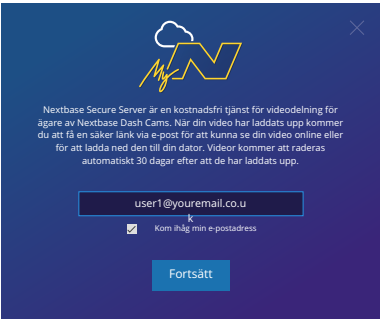 My N
Nextbase Secure Server är en kostnadsfri tjänst för videodelning för
ägare av Nextbase Dash Cams. När din video har laddats upp kommer
du att få en säker länk via e-post för att kunna se din video online eller
för att ladda ned den till din dator. Videor kommer att raderas
automatiskt 30 dagar efter att de har laddats upp.
user1@youremail.co.u
k
Kom ihåg min e-postadress
Fortsätt